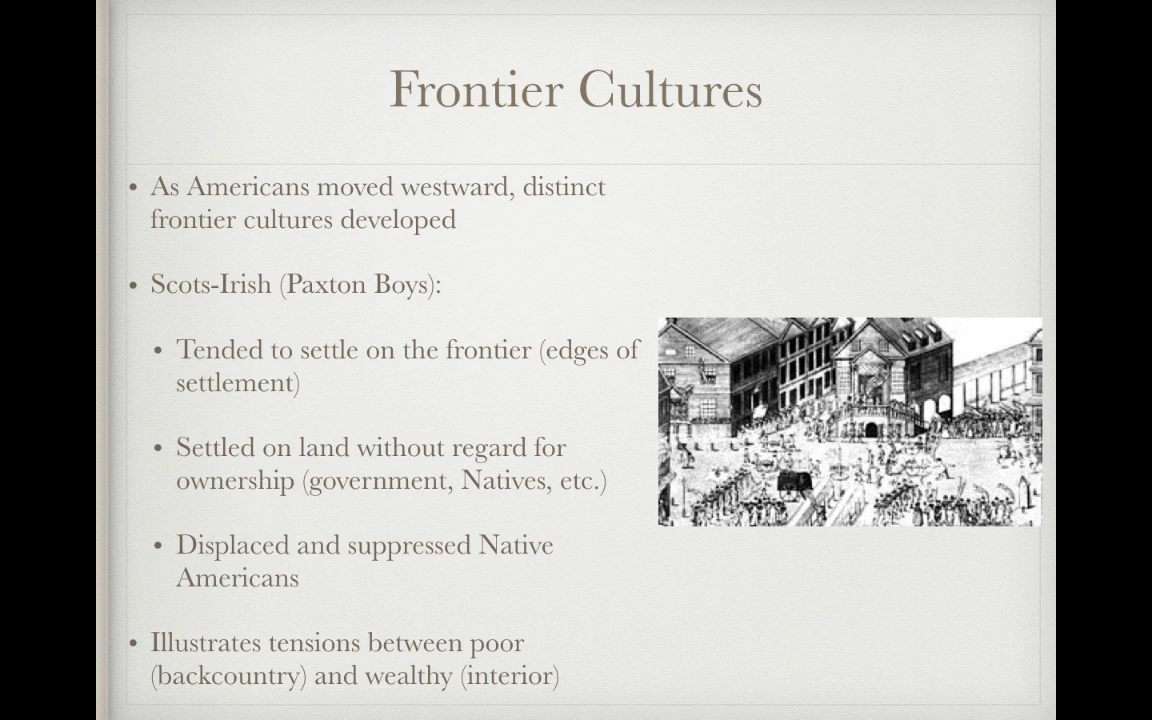 Frontier Cultures
• As Americans moved westward, distinct
frontier cultures developed
• Scots-Irish (Paxton Boys):
• Tended to settle on the frontier (edges of
settlement)
• Settled on land without regard for
ownership (government, Natives, etc.)
• Displaced and suppressed Native
Americans
• Illustrates tensions between poor
(backcountry) and wealthy (interior)